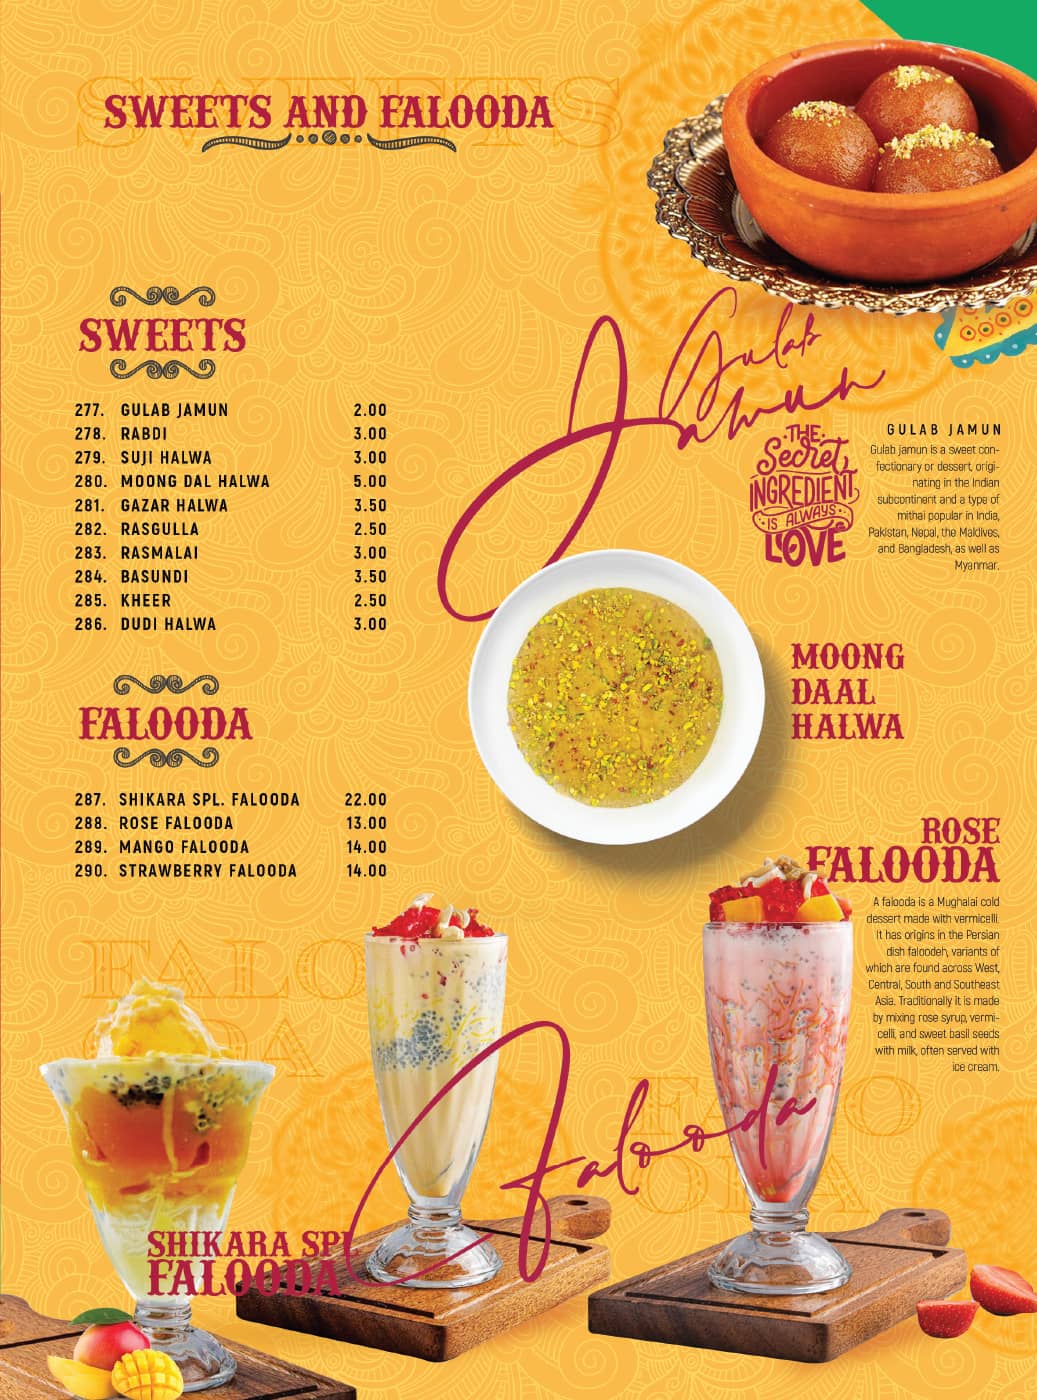 SWEETS
SWEETS AND FALOODA
SWEETS
277. GULAB JAMUN 2.00
278. RABDI 3.00
279. SUJI HALWA 3.00
280. MOONG DAL HALWA 5.00
281. GAZAR HALWA 3.50
282. RASGULLA 2.50
283. RASMALAI 3.00
284. BASUNDI 3.50
285. KHEER 2.50
286. DUDI HALWA 3.00
FALOODA
287. SHIKARA SPL. FALOODA 22.00
288. ROSE FALOODA 13.00
289. MANGO FALOODA 14.00
290. STRAWBERRY FALOODA 14.00
Gulab
Jamun
·THE·
Secret
INGREDIENT
·IS ALWAYS·
LOVE
GULAB JAMUN
Gulab jamun is a sweet con-
fectionary or dessert, origi-
nating in the Indian
subcontinent and a type of
mithai popular in India,
Pakistan, Nepal, the Maldives,
and Bangladesh, as well as
Myanmar.
MOONG
DAAL
HALWA
ROSE
FALOODA
A falooda is a Mughalai cold
dessert made with vermicelli.
It has origins in the Persian
dish faloodeh, variants of
which are found across West,
Central, South and Southeast
Asia. Traditionally it is made
by mixing rose syrup, vermi-
celli, and sweet basil seeds
with milk, often served with
ice cream.
FALO
ODA
FALO
ODA
Falooda
SHIKARA SPL
FALOODA